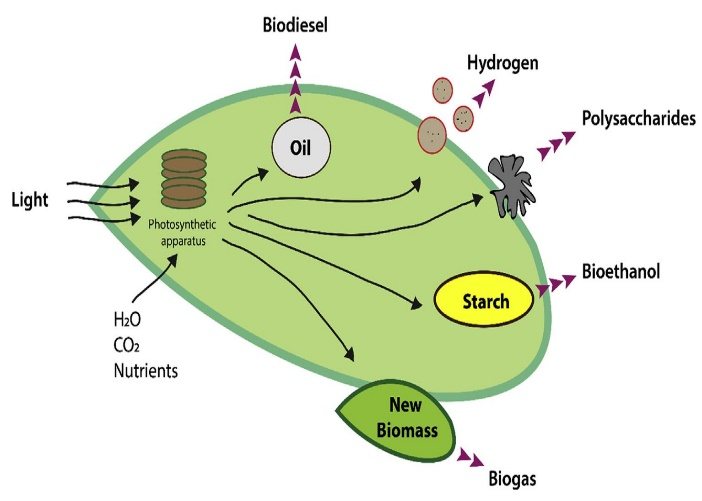 Biodiesel
Hydrogen
Polysaccharides
Oil
Light
Photosynthetic
apparatus
Bioethanol
Starch
H₂O
CO₂
Nutrients
New
Biomass
Biogas